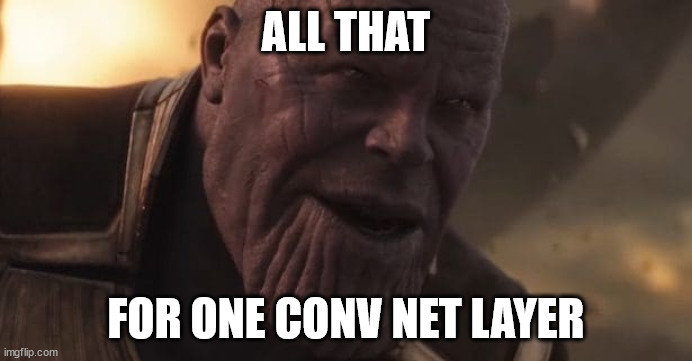 ALL THAT
FOR ONE CONV NET LAYER
imgflip.com